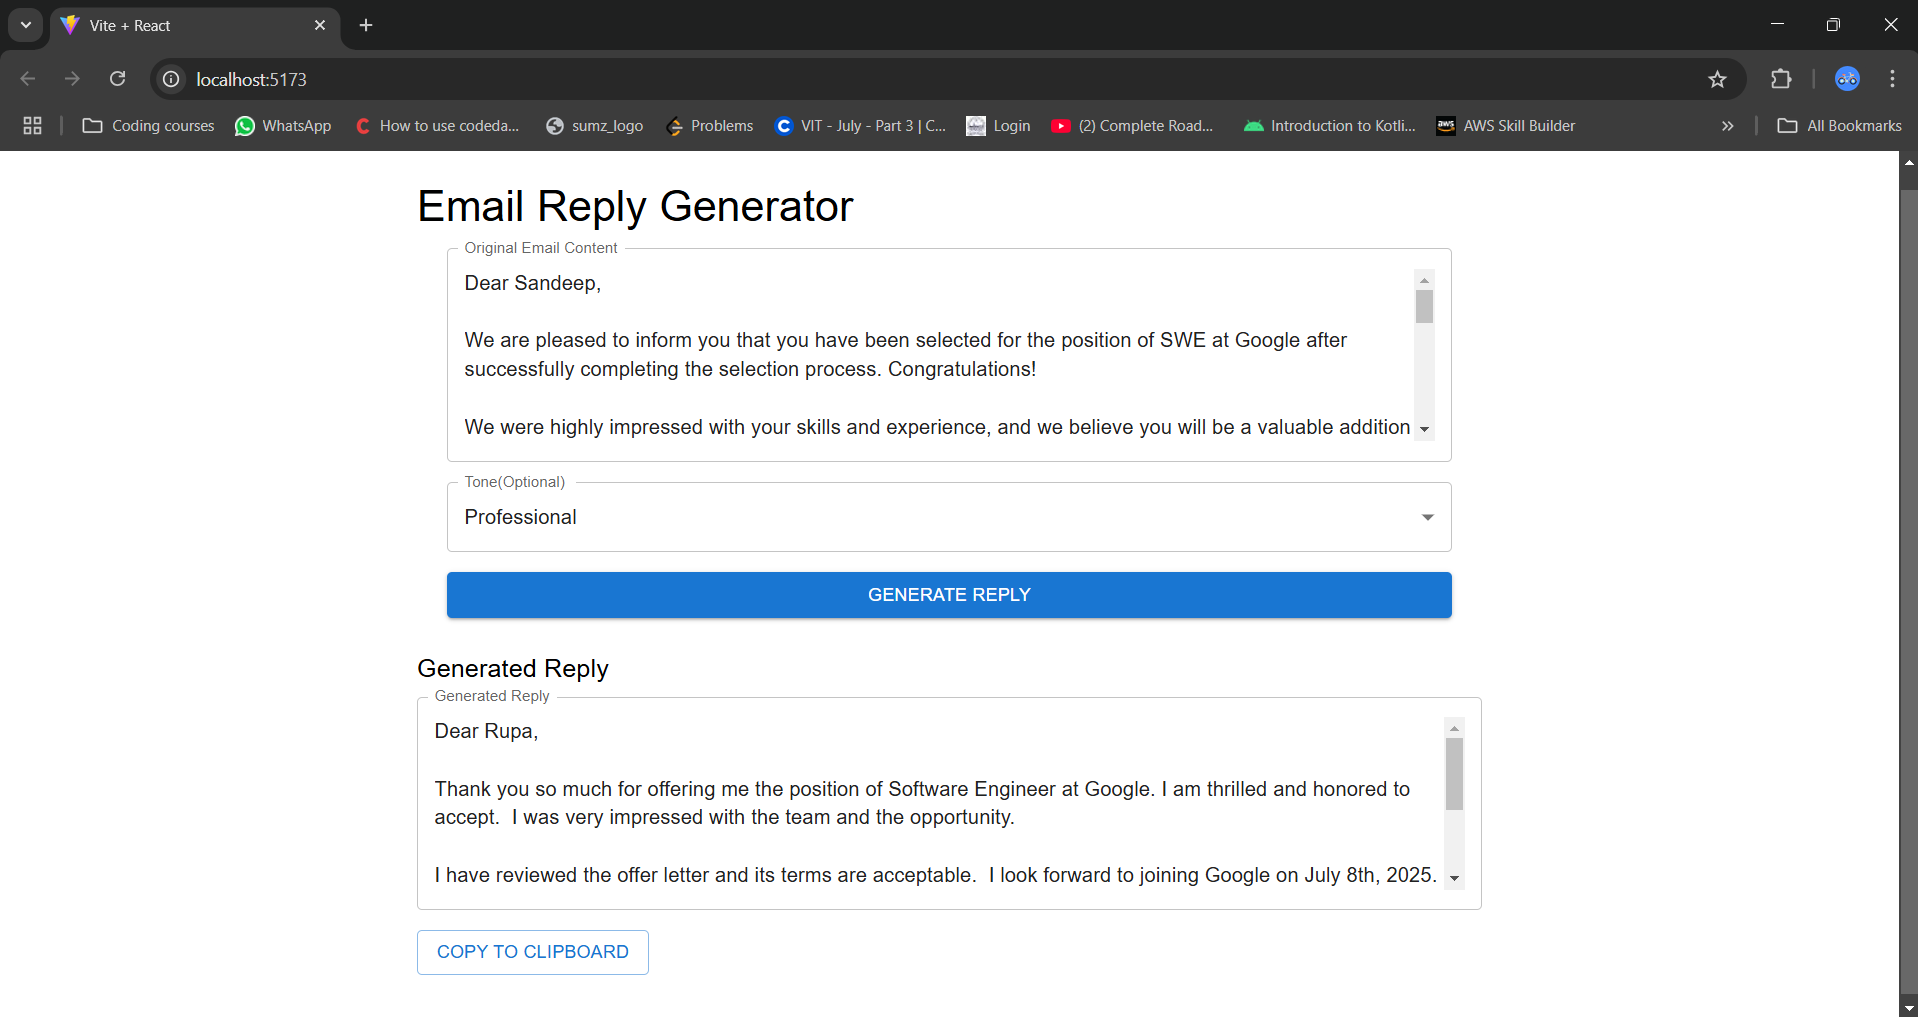 Vite + React
localhost:5173
Coding courses
WhatsApp
How to use codeda...
sumz_logo
Problems
VIT - July - Part 3 | C...
Login
(2) Complete Road...
Introduction to Kotli...
aws AWS Skill Builder
All Bookmarks
Email Reply Generator
Original Email Content
Dear Sandeep,
We are pleased to inform you that you have been selected for the position of SWE at Google after
successfully completing the selection process. Congratulations!
We were highly impressed with your skills and experience, and we believe you will be a valuable addition
Tone(Optional)
Professional
GENERATE REPLY
Generated Reply
Generated Reply
Dear Rupa,
Thank you so much for offering me the position of Software Engineer at Google. I am thrilled and honored to
accept.  I was very impressed with the team and the opportunity.
I have reviewed the offer letter and its terms are acceptable.  I look forward to joining Google on July 8th, 2025.
COPY TO CLIPBOARD